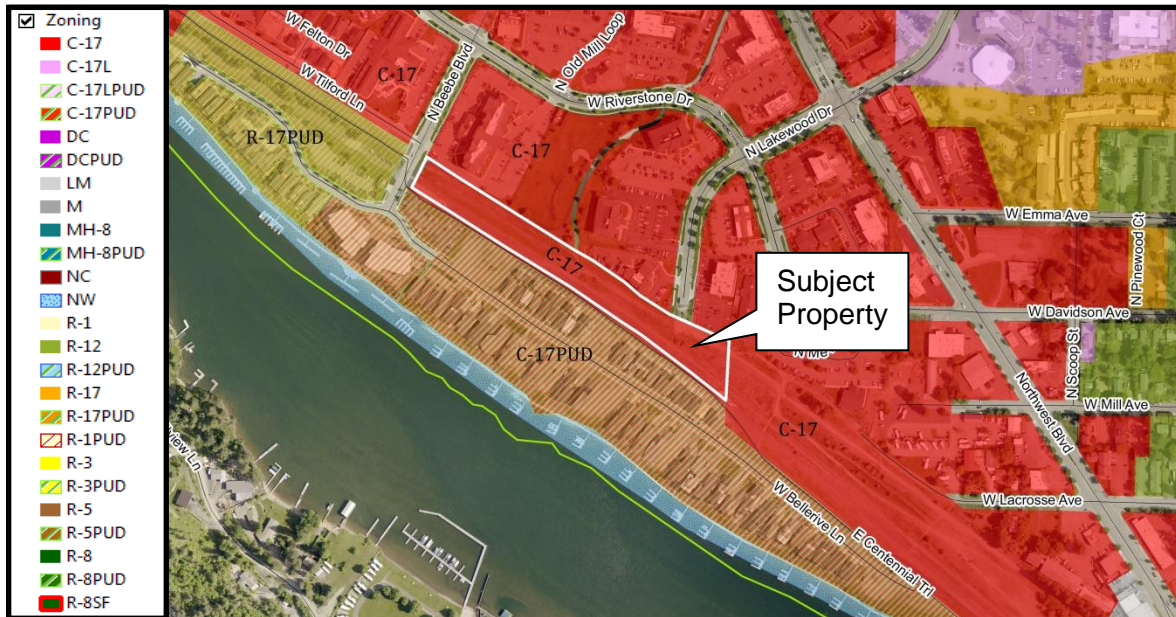 Zoning
C-17
C-17L
C-17LPUD
C-17PUD
DC
DCPUD
LM
M
MH-8
MH-8PUD
NC
NW
R-1
R-12
R-12PUD
R-17
R-17PUD
R-1PUD
R-3
R-3PUD
R-5
R-5PUD
R-8
R-8PUD
R-8SF
W Felton Dr
W Tilford Ln
C-17
N Beebe Blvd
N Old Mill Loop
W Riverstone Dr
N Lakewood Dr
R-17PUD
C-17
W Emma Ave
N Pinewood Ct
C-17
Subject
Property
W Davidson Ave
N Me
C-17PUD
N Scoop St
Northwest Blvd
W Mill Ave
C-17
view Ln
W Bellerive Ln
W Lacrosse Ave
E Centennial Trl